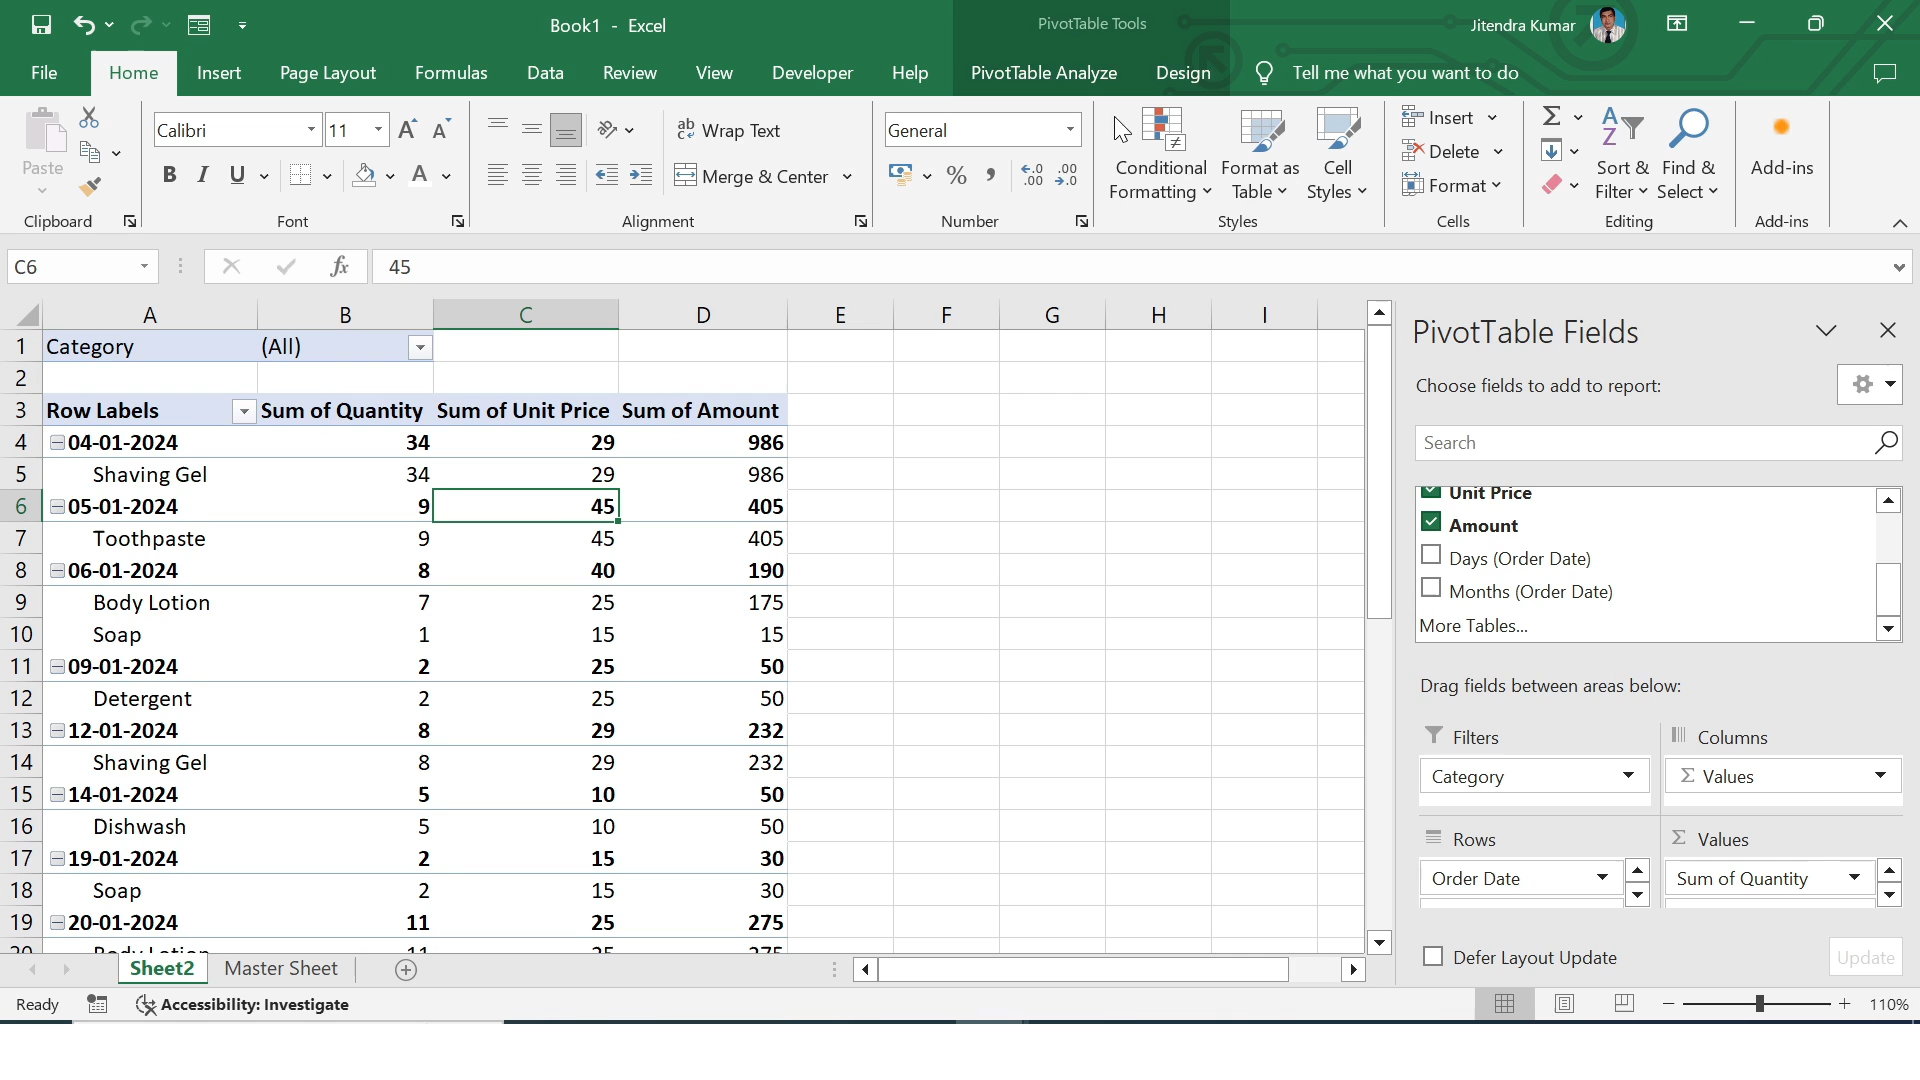 Book1 - Excel
PivotTable Tools
Jitendra Kumar
File Home Insert Page Layout Formulas Data Review View Developer Help PivotTable Analyze Design Tell me what you want to do
Paste
Clipboard
Calibri 11
B I U A
Font
Wrap Text
Merge & Center
Alignment
General
% ,
Number
Conditional Formatting
Format as Table
Cell Styles
Styles
Insert
Delete
Format
Cells
Sort & Filter
Find & Select
Editing
Add-ins
Add-ins
C6 fx 45
A B C D E F G H I
1 Category (All)
2
3 Row Labels Sum of Quantity Sum of Unit Price Sum of Amount
4 04-01-2024 34 29 986
5 Shaving Gel 34 29 986
6 05-01-2024 9 45 405
7 Toothpaste 9 45 405
8 06-01-2024 8 40 190
9 Body Lotion 7 25 175
10 Soap 1 15 15
11 09-01-2024 2 25 50
12 Detergent 2 25 50
13 12-01-2024 8 29 232
14 Shaving Gel 8 29 232
15 14-01-2024 5 10 50
16 Dishwash 5 10 50
17 19-01-2024 2 15 30
18 Soap 2 15 30
19 20-01-2024 11 25 275
20 Body Lotion 11 25 275
PivotTable Fields
Choose fields to add to report:
Search
Unit Price
Amount
Days (Order Date)
Months (Order Date)
More Tables...
Drag fields between areas below:
Filters
Category
Columns
Σ Values
Rows
Order Date
Σ Values
Sum of Quantity
Defer Layout Update
Update
Sheet2 Master Sheet
Ready
Accessibility: Investigate
110%